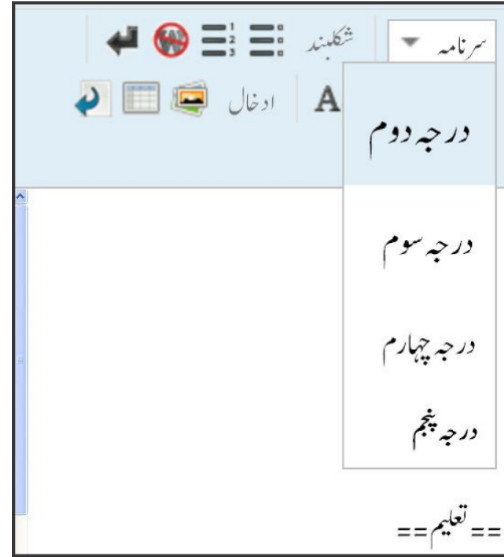 سرنامہ شکلبند
درجہ دوم A ادخال
درجہ سوم
درجہ چہارم
درجہ پنجم
==تعلیم==